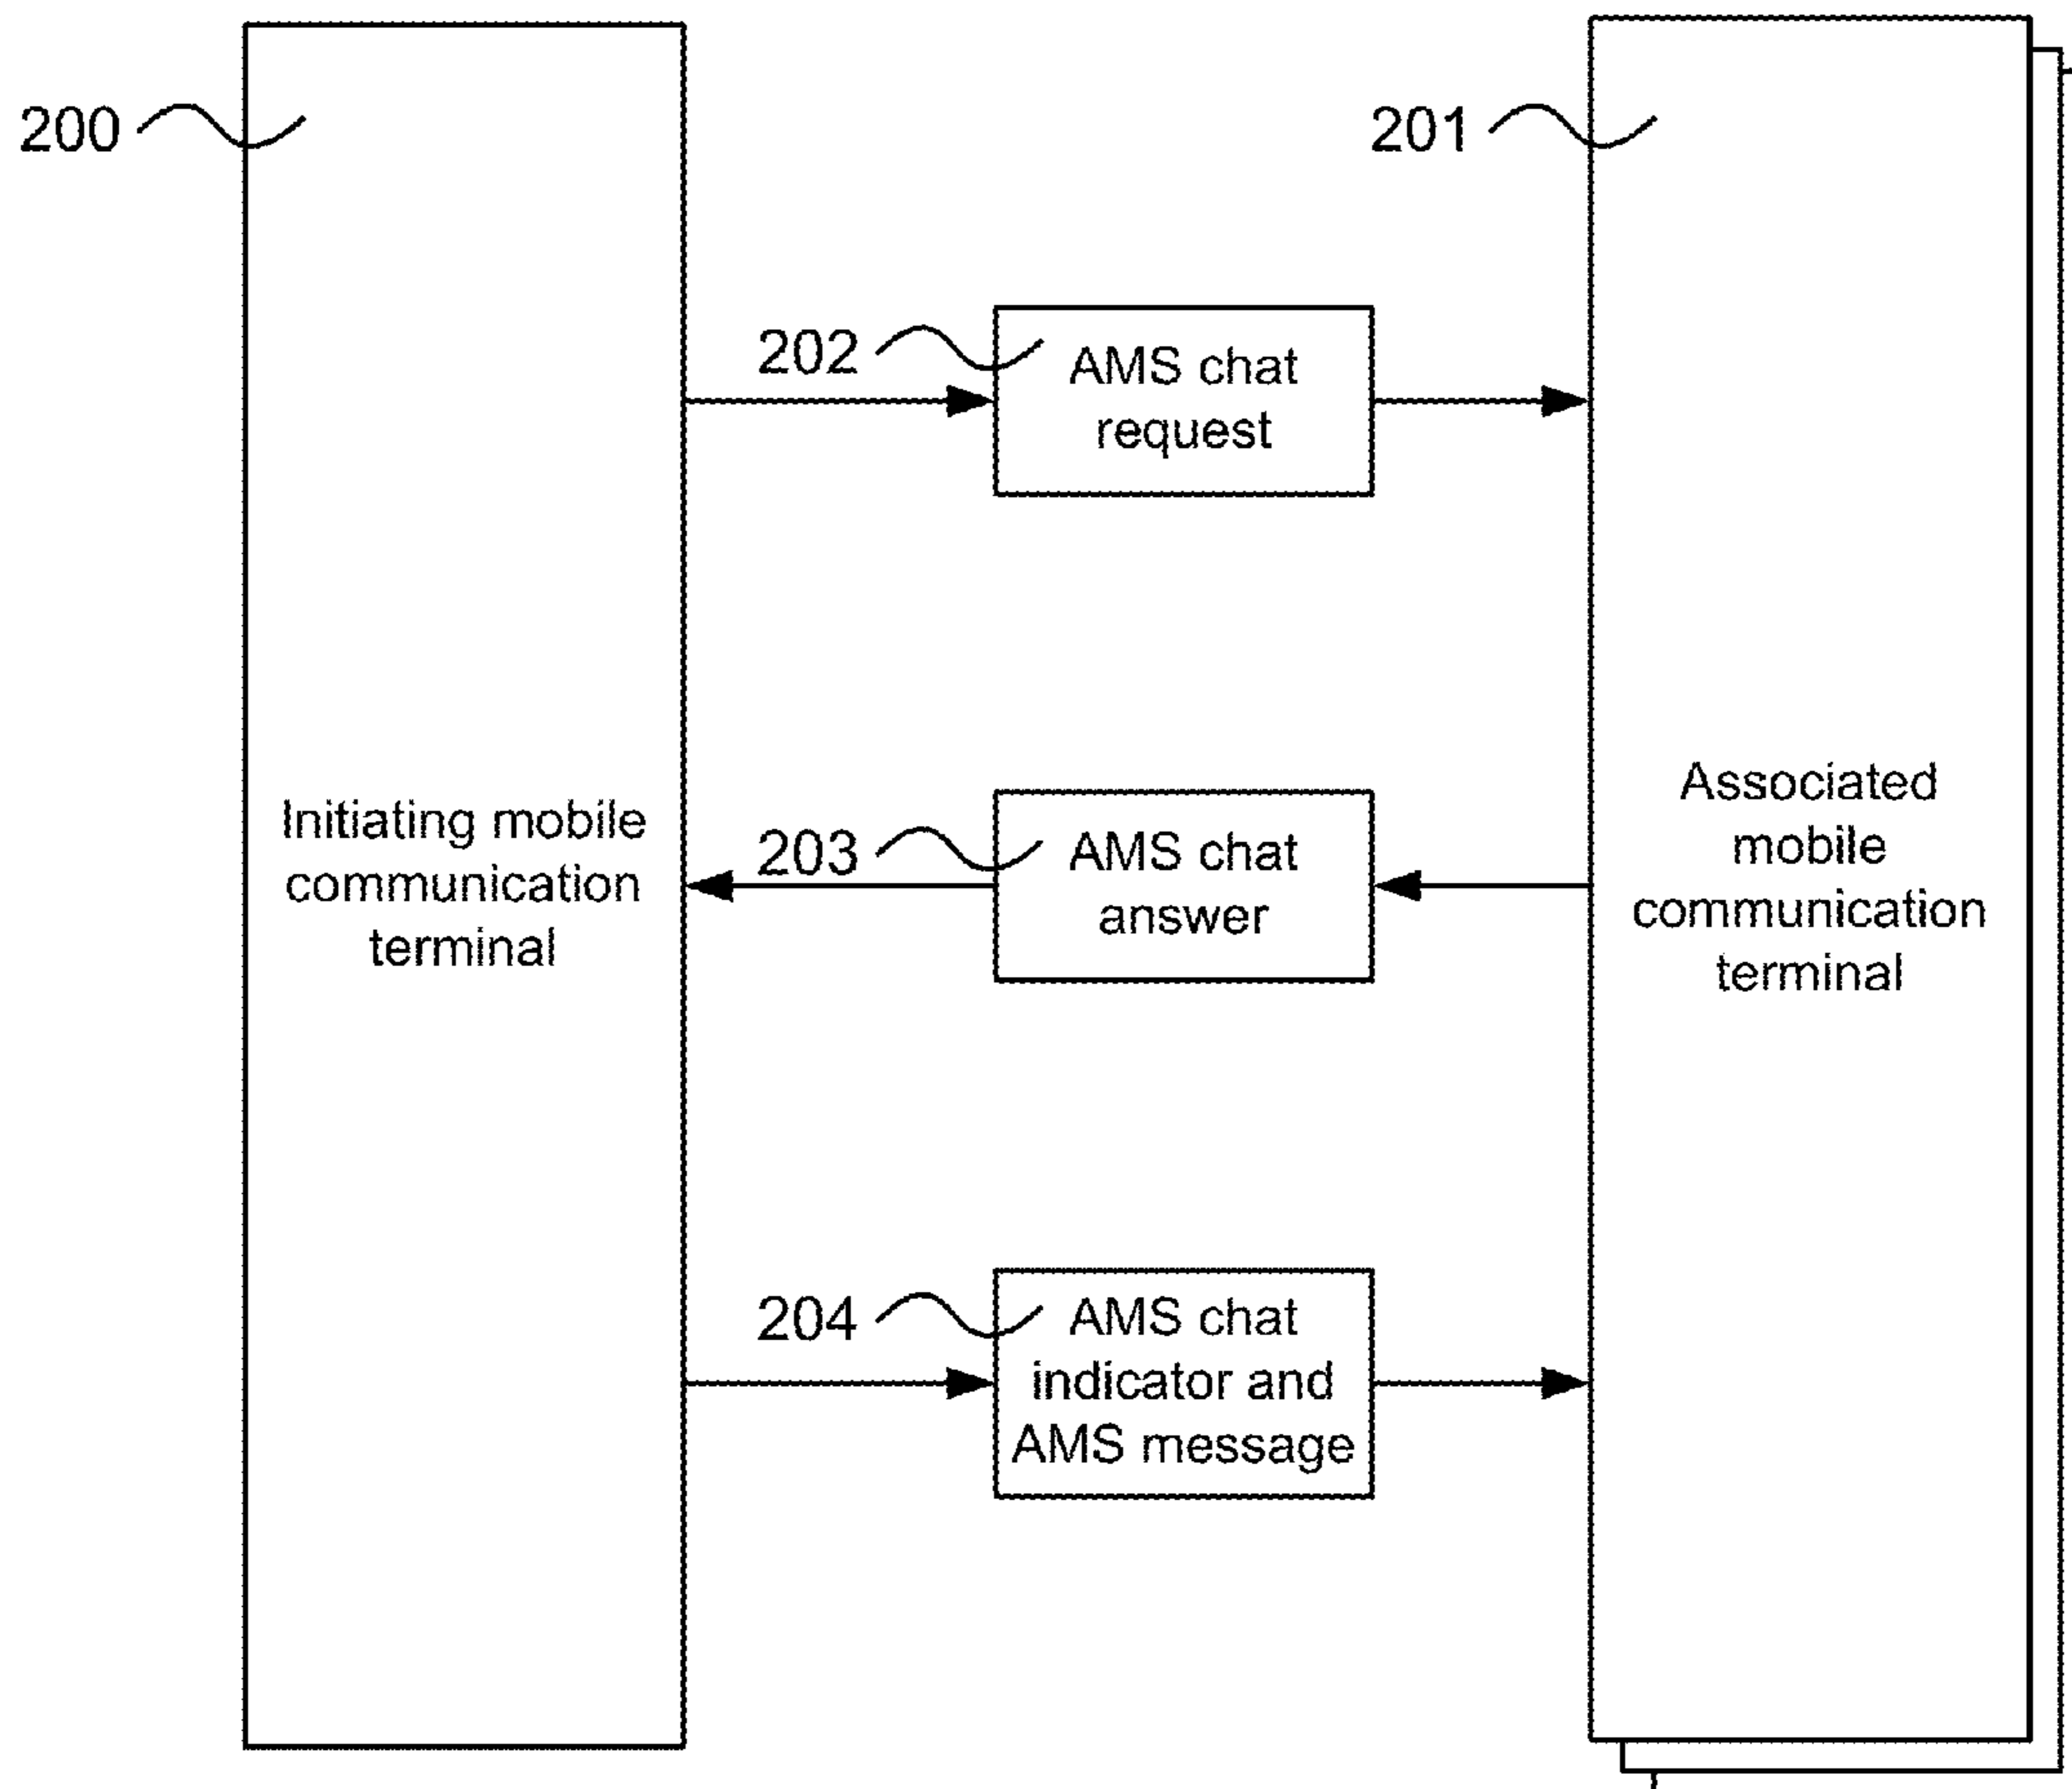 200
201
202
AMS chat
request
Initiating mobile
communication
terminal
203
AMS chat
answer
Associated
mobile
communication
terminal
204
AMS chat
indicator and
AMS message